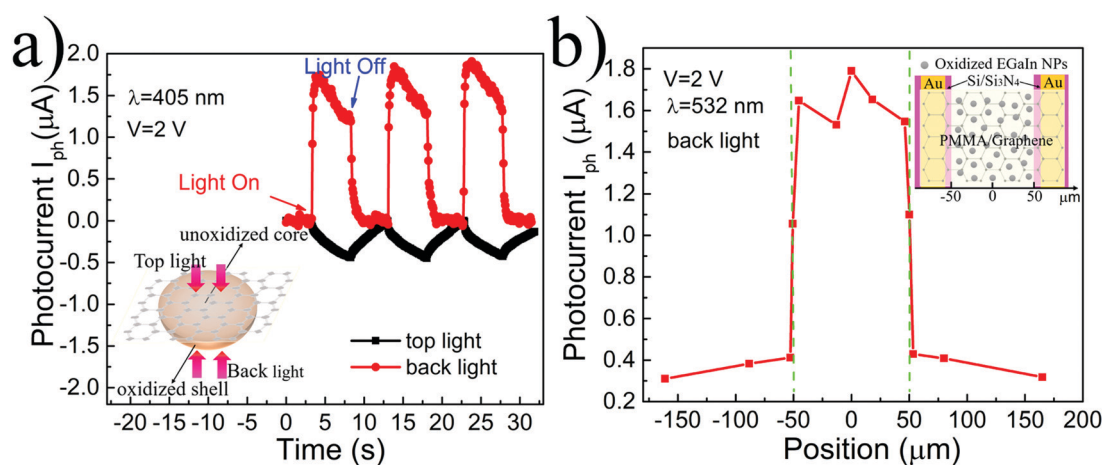 a)
Photocurrent I_ph (μA)
2.0
1.5
1.0
0.5
0.0
-0.5
-1.0
-1.5
-2.0
λ=405 nm
V=2 V
Light Off
Light On
unoxidized core
Top light
Back light
oxidized shell
top light
back light
-20 -15 -10 -5 0 5 10 15 20 25 30
Time (s)
b)
Photocurrent I_ph (μA)
1.8
1.6
1.4
1.2
1.0
0.8
0.6
0.4
0.2
V=2 V
λ=532 nm
back light
Oxidized EGaIn NPs
Au Si/Si₃N₄ Au
PMMA/Graphene
-50 0 50 μm
-150 -100 -50 0 50 100 150 200
Position (μm)